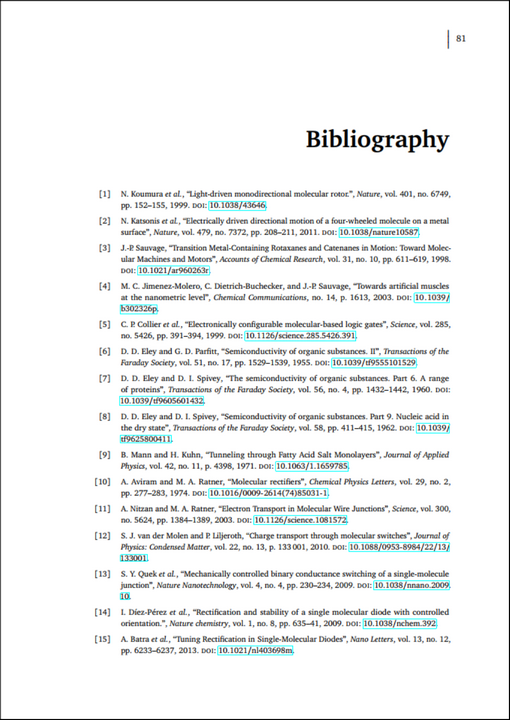 81
Bibliography
[1] N. Koumura et al., “Light-driven monodirectional molecular rotor.”, Nature, vol. 401, no. 6749,
pp. 152–155, 1999. DOI: 10.1038/43646.
[2] N. Katsonis et al., “Electrically driven directional motion of a four-wheeled molecule on a metal
surface”, Nature, vol. 479, no. 7372, pp. 208–211, 2011. DOI: 10.1038/nature10587.
[3] J.-P. Sauvage, “Transition Metal-Containing Rotaxanes and Catenanes in Motion: Toward Molec-
ular Machines and Motors”, Accounts of Chemical Research, vol. 31, no. 10, pp. 611–619, 1998.
DOI: 10.1021/ar960263r.
[4] M. C. Jimenez-Molero, C. Dietrich-Buchecker, and J.-P. Sauvage, “Towards artificial muscles
at the nanometric level”, Chemical Communications, no. 14, p. 1613, 2003. DOI: 10.1039/
b302326p.
[5] C. P. Collier et al., “Electronically configurable molecular-based logic gates”, Science, vol. 285,
no. 5426, pp. 391–394, 1999. DOI: 10.1126/science.285.5426.391.
[6] D. D. Eley and G. D. Parfitt, “Semiconductivity of organic substances. II”, Transactions of the
Faraday Society, vol. 51, no. 17, pp. 1529–1539, 1955. DOI: 10.1039/tf9555101529.
[7] D. D. Eley and D. I. Spivey, “The semiconductivity of organic substances. Part 6. A range
of proteins”, Transactions of the Faraday Society, vol. 56, no. 4, pp. 1432–1442, 1960. DOI:
10.1039/tf9605601432.
[8] D. D. Eley and D. I. Spivey, “Semiconductivity of organic substances. Part 9. Nucleic acid in
the dry state”, Transactions of the Faraday Society, vol. 58, pp. 411–415, 1962. DOI: 10.1039/
tf9625800411.
[9] B. Mann and H. Kuhn, “Tunneling through Fatty Acid Salt Monolayers”, Journal of Applied
Physics, vol. 42, no. 11, p. 4398, 1971. DOI: 10.1063/1.1659785.
[10] A. Aviram and M. A. Ratner, “Molecular rectifiers”, Chemical Physics Letters, vol. 29, no. 2,
pp. 277–283, 1974. DOI: 10.1016/0009-2614(74)85031-1.
[11] A. Nitzan and M. A. Ratner, “Electron Transport in Molecular Wire Junctions”, Science, vol. 300,
no. 5624, pp. 1384–1389, 2003. DOI: 10.1126/science.1081572.
[12] S. J. van der Molen and P. Liljeroth, “Charge transport through molecular switches”, Journal of
Physics: Condensed Matter, vol. 22, no. 13, p. 133 001, 2010. DOI: 10.1088/0953-8984/22/13/
133001.
[13] S. Y. Quek et al., “Mechanically controlled binary conductance switching of a single-molecule
junction”, Nature Nanotechnology, vol. 4, no. 4, pp. 230–234, 2009. DOI: 10.1038/nnano.2009.
10.
[14] I. Díez-Pérez et al., “Rectification and stability of a single molecular diode with controlled
orientation.”, Nature chemistry, vol. 1, no. 8, pp. 635–41, 2009. DOI: 10.1038/nchem.392.
[15] A. Batra et al., “Tuning Rectification in Single-Molecular Diodes”, Nano Letters, vol. 13, no. 12,
pp. 6233–6237, 2013. DOI: 10.1021/nl403698m.